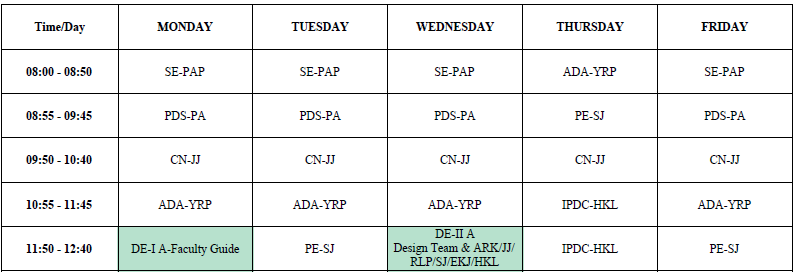 Time/Day MONDAY TUESDAY WEDNESDAY THURSDAY FRIDAY
08:00 - 08:50 SE-PAP SE-PAP SE-PAP ADA-YRP SE-PAP
08:55 - 09:45 PDS-PA PDS-PA PDS-PA PE-SJ PDS-PA
09:50 - 10:40 CN-JJ CN-JJ CN-JJ CN-JJ CN-JJ
10:55 - 11:45 ADA-YRP ADA-YRP ADA-YRP IPDC-HKL ADA-YRP
11:50 - 12:40 DE-I A-Faculty Guide PE-SJ DE-II A
Design Team & ARK/JJ/
RLP/SJ/EKJ/HKL IPDC-HKL PE-SJ